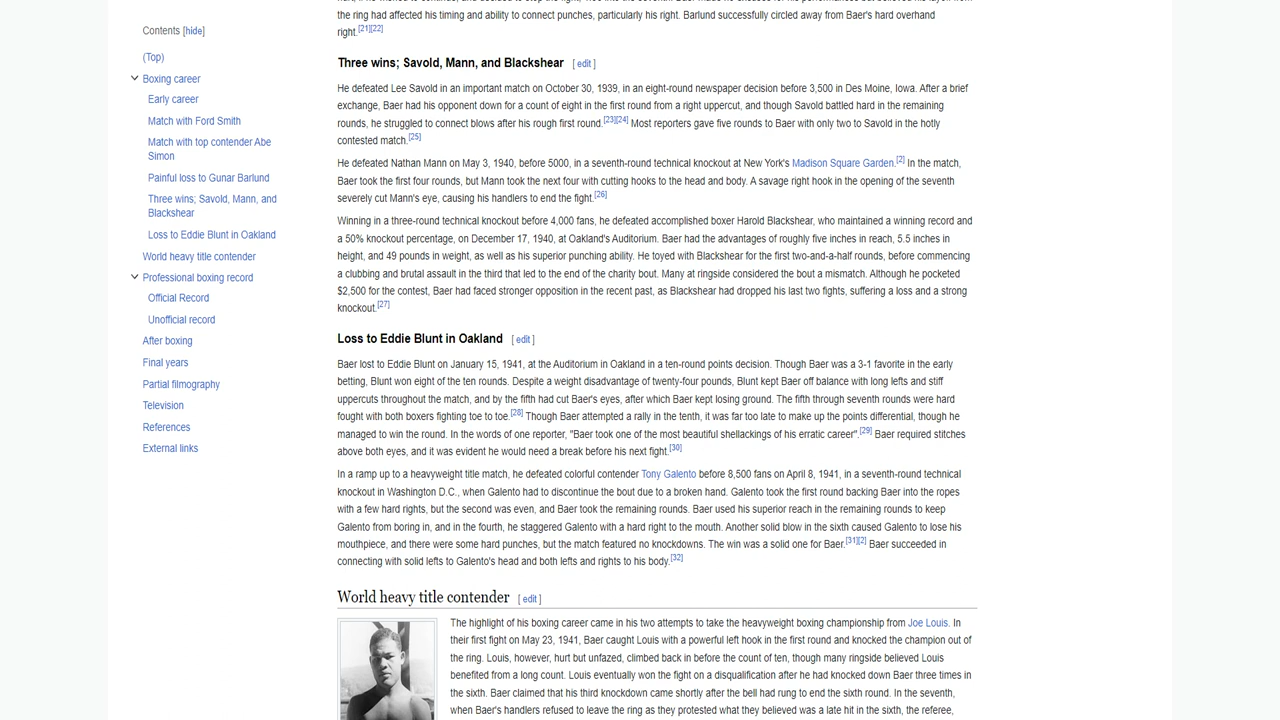 Contents [hide]
(Top)
Boxing career
Early career
Match with Ford Smith
Match with top contender Abe
Simon
Painful loss to Gunar Barlund
Three wins; Savold, Mann, and
Blackshear
Loss to Eddie Blunt in Oakland
World heavy title contender
Professional boxing record
Official Record
Unofficial record
After boxing
Final years
Partial filmography
Television
References
External links
the ring had affected his timing and ability to connect punches, particularly his right. Barlund successfully circled away from Baer's hard overhand
right.[21][22]
Three wins; Savold, Mann, and Blackshear [ edit ]
He defeated Lee Savold in an important match on October 30, 1939, in an eight-round newspaper decision before 3,500 in Des Moine, Iowa. After a brief
exchange, Baer had his opponent down for a count of eight in the first round from a right uppercut, and though Savold battled hard in the remaining
rounds, he struggled to connect blows after his rough first round.[23][24] Most reporters gave five rounds to Baer with only two to Savold in the hotly
contested match.[25]
He defeated Nathan Mann on May 3, 1940, before 5000, in a seventh-round technical knockout at New York's Madison Square Garden.[2] In the match,
Baer took the first four rounds, but Mann took the next four with cutting hooks to the head and body. A savage right hook in the opening of the seventh
severely cut Mann's eye, causing his handlers to end the fight.[26]
Winning in a three-round technical knockout before 4,000 fans, he defeated accomplished boxer Harold Blackshear, who maintained a winning record and
a 50% knockout percentage, on December 17, 1940, at Oakland's Auditorium. Baer had the advantages of roughly five inches in reach, 5.5 inches in
height, and 49 pounds in weight, as well as his superior punching ability. He toyed with Blackshear for the first two-and-a-half rounds, before commencing
a clubbing and brutal assault in the third that led to the end of the charity bout. Many at ringside considered the bout a mismatch. Although he pocketed
$2,500 for the contest, Baer had faced stronger opposition in the recent past, as Blackshear had dropped his last two fights, suffering a loss and a strong
knockout.[27]
Loss to Eddie Blunt in Oakland [ edit ]
Baer lost to Eddie Blunt on January 15, 1941, at the Auditorium in Oakland in a ten-round points decision. Though Baer was a 3-1 favorite in the early
betting, Blunt won eight of the ten rounds. Despite a weight disadvantage of twenty-four pounds, Blunt kept Baer off balance with long lefts and stiff
uppercuts throughout the match, and by the fifth had cut Baer's eyes, after which Baer kept losing ground. The fifth through seventh rounds were hard
fought with both boxers fighting toe to toe.[28] Though Baer attempted a rally in the tenth, it was far too late to make up the points differential, though he
managed to win the round. In the words of one reporter, "Baer took one of the most beautiful shellackings of his erratic career".[29] Baer required stitches
above both eyes, and it was evident he would need a break before his next fight.[30]
In a ramp up to a heavyweight title match, he defeated colorful contender Tony Galento before 8,500 fans on April 8, 1941, in a seventh-round technical
knockout in Washington D.C., when Galento had to discontinue the bout due to a broken hand. Galento took the first round backing Baer into the ropes
with a few hard rights, but the second was even, and Baer took the remaining rounds. Baer used his superior reach in the remaining rounds to keep
Galento from boring in, and in the fourth, he staggered Galento with a hard right to the mouth. Another solid blow in the sixth caused Galento to lose his
mouthpiece, and there were some hard punches, but the match featured no knockdowns. The win was a solid one for Baer.[31][2] Baer succeeded in
connecting with solid lefts to Galento's head and both lefts and rights to his body.[32]
World heavy title contender [ edit ]
The highlight of his boxing career came in his two attempts to take the heavyweight boxing championship from Joe Louis. In
their first fight on May 23, 1941, Baer caught Louis with a powerful left hook in the first round and knocked the champion out of
the ring. Louis, however, hurt but unfazed, climbed back in before the count of ten, though many ringside believed Louis
benefited from a long count. Louis eventually won the fight on a disqualification after he had knocked down Baer three times in
the sixth. Baer claimed that his third knockdown came shortly after the bell had rung to end the sixth round. In the seventh,
when Baer's handlers refused to leave the ring as they protested what they believed was a late hit in the sixth, the referee,